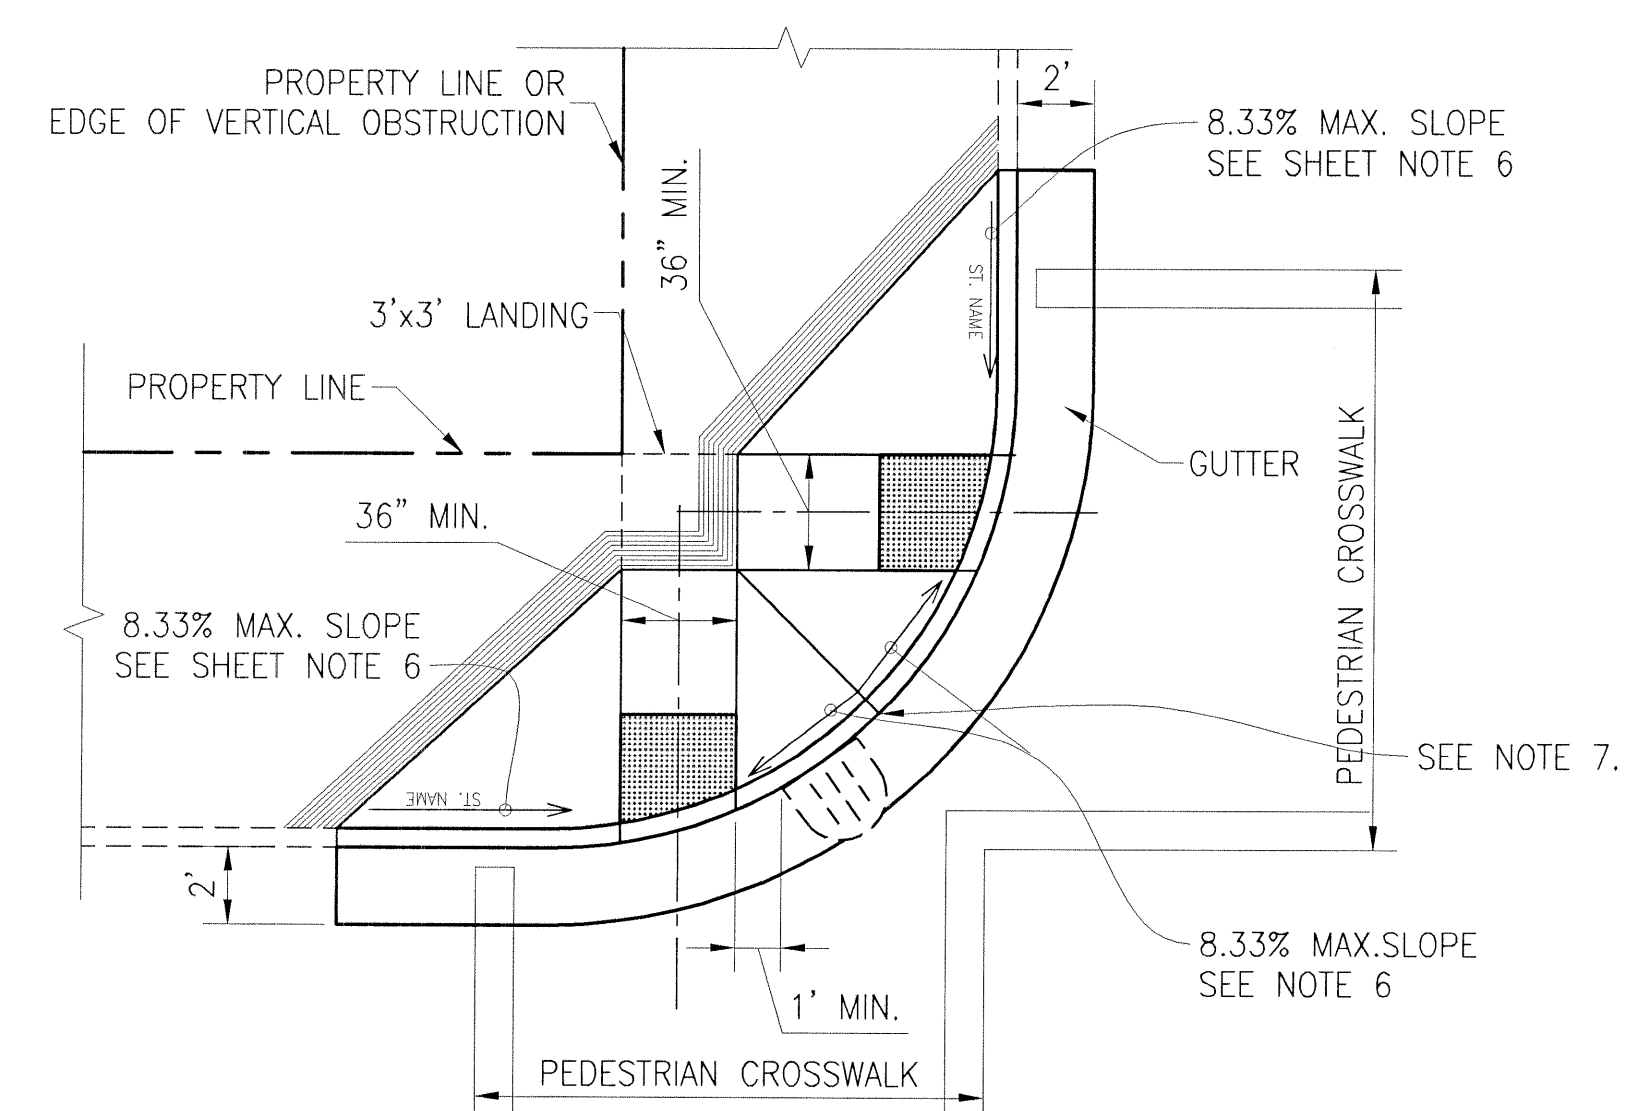 PROPERTY LINE OR
EDGE OF VERTICAL OBSTRUCTION
2'
8.33% MAX. SLOPE
SEE SHEET NOTE 6
36" MIN.
3'x3' LANDING
ST. NAME
PROPERTY LINE
GUTTER
PEDESTRIAN CROSSWALK
36" MIN.
8.33% MAX. SLOPE
SEE SHEET NOTE 6
SEE NOTE 7.
ST. NAME
2'
8.33% MAX.SLOPE
SEE NOTE 6
1' MIN.
PEDESTRIAN CROSSWALK